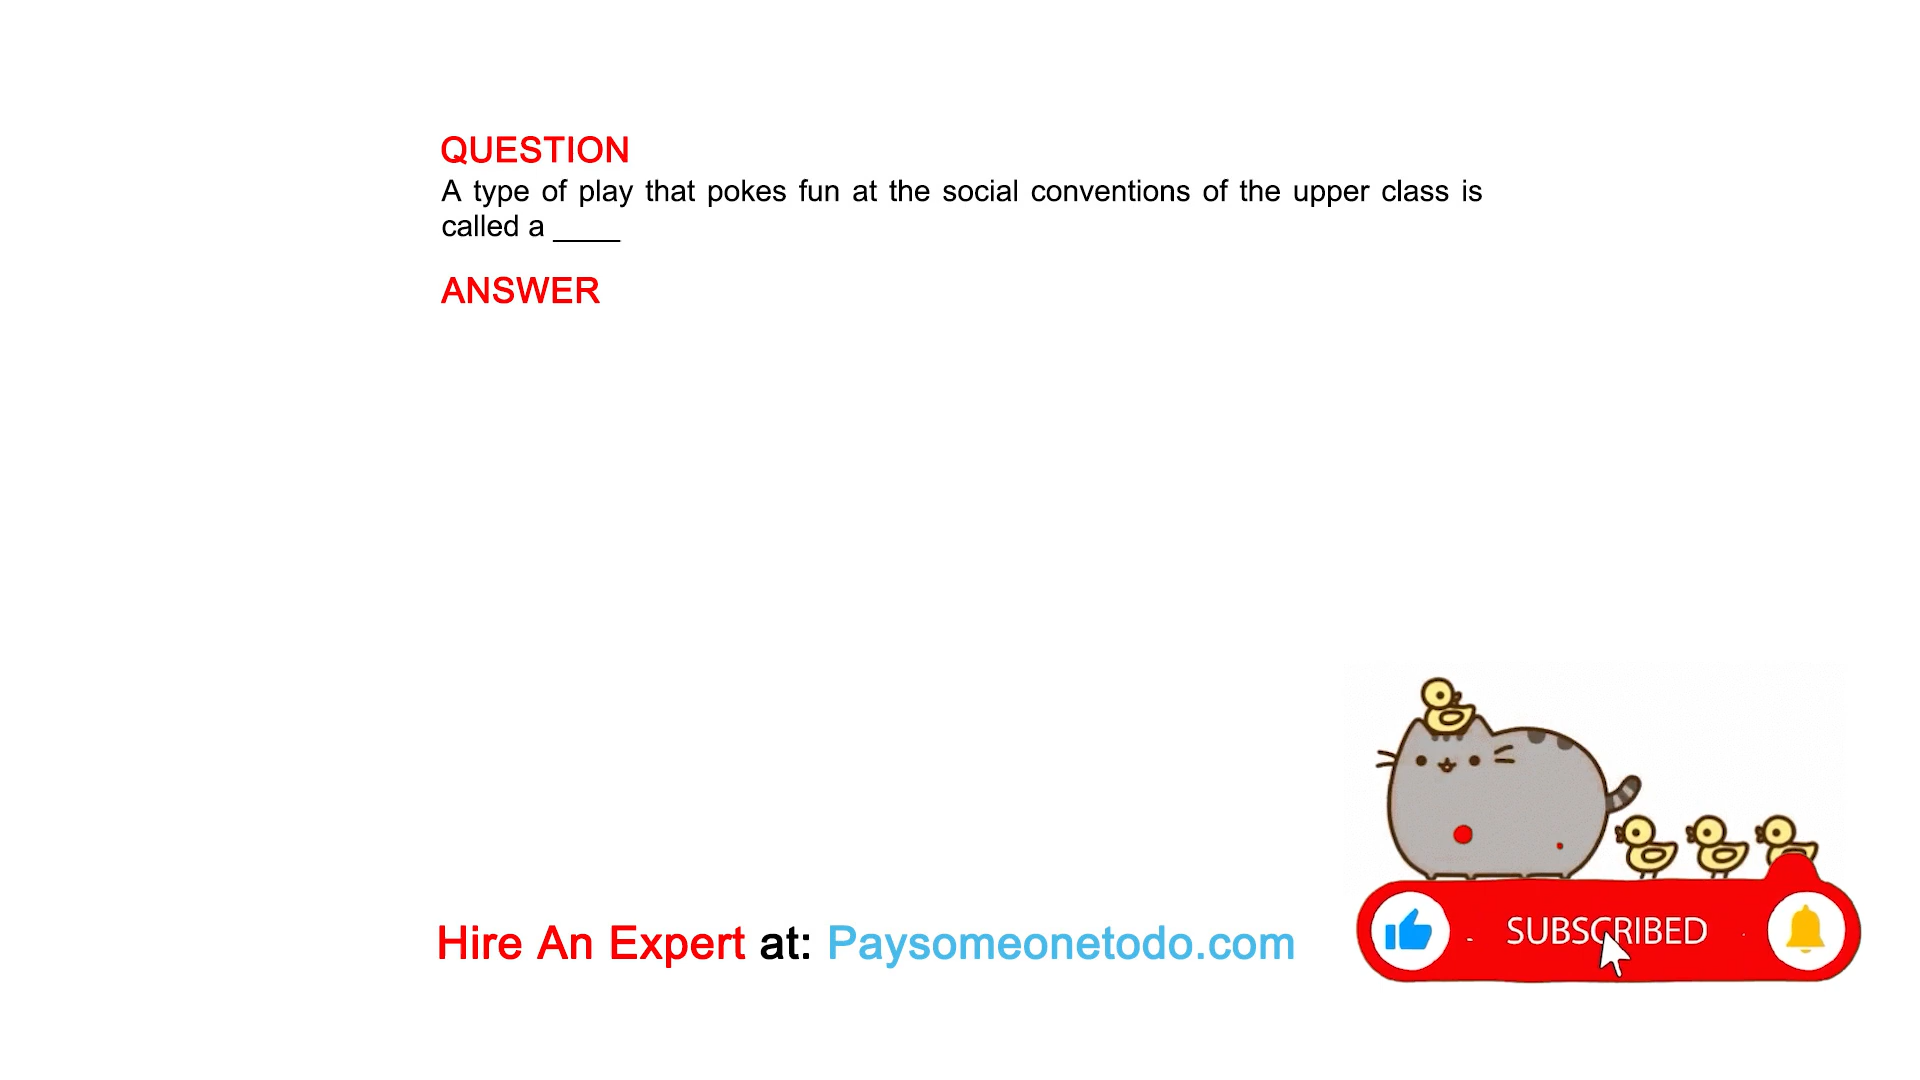 QUESTION
A type of play that pokes fun at the social conventions of the upper class is
called a ____
ANSWER
Hire An Expert at: Paysomeonetodo.com
SUBSCRIBED